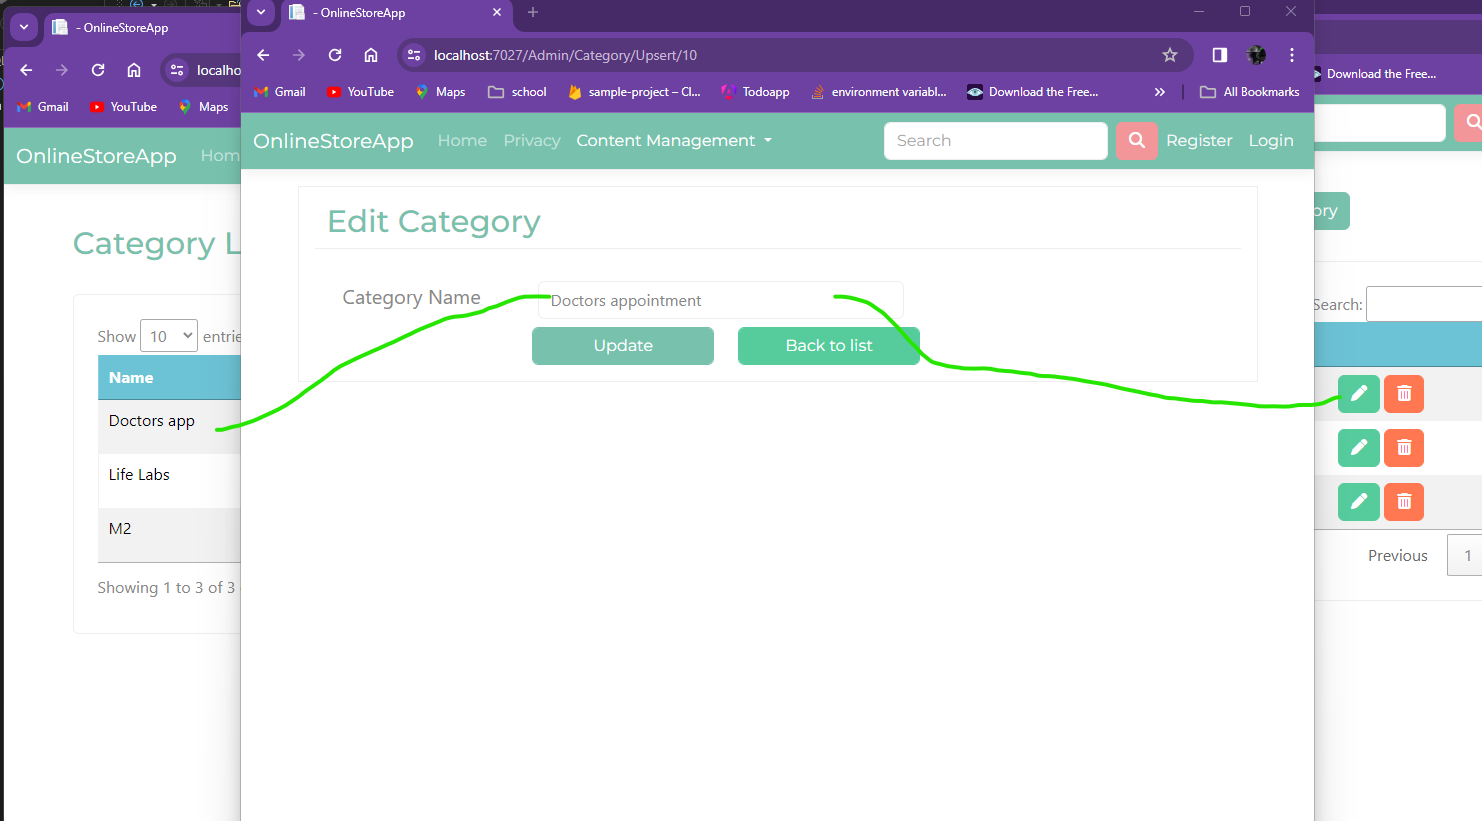 - OnlineStoreApp
localho
Gmail YouTube Maps
OnlineStoreApp Hom
Category L
Show 10 entrie
Name
Doctors app
Life Labs
M2
Showing 1 to 3 of 3
- OnlineStoreApp
localhost:7027/Admin/Category/Upsert/10
Gmail YouTube Maps school sample-project – Cl... Todoapp environment variabl... Download the Free... » All Bookmarks
OnlineStoreApp Home Privacy Content Management Search Register Login
Edit Category
Category Name Doctors appointment
Update Back to list
Download the Free...
ory
Search:
Previous 1